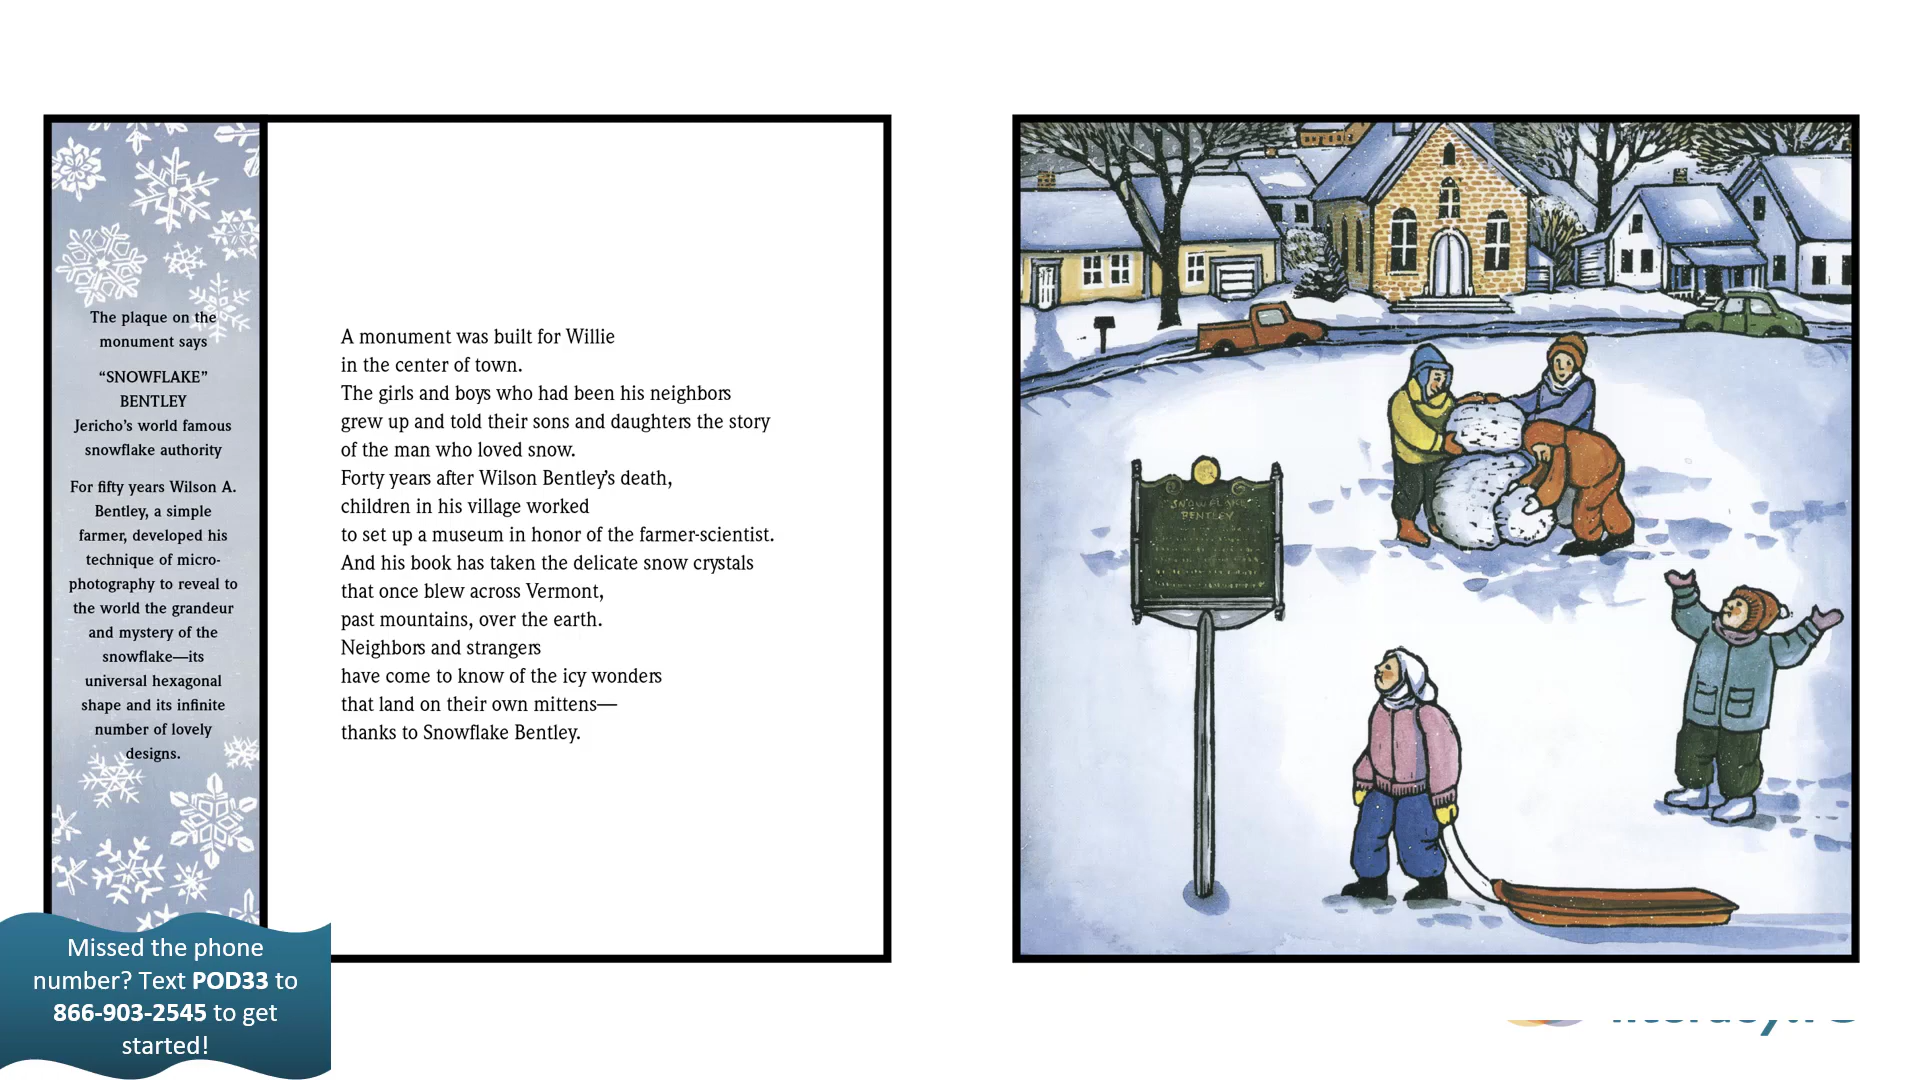 The plaque on the
monument says
“SNOWFLAKE”
BENTLEY
Jericho’s world famous
snowflake authority
For fifty years Wilson A.
Bentley, a simple
farmer, developed his
technique of micro-
photography to reveal to
the world the grandeur
and mystery of the
snowflake—its
universal hexagonal
shape and its infinite
number of lovely
designs.
A monument was built for Willie
in the center of town.
The girls and boys who had been his neighbors
grew up and told their sons and daughters the story
of the man who loved snow.
Forty years after Wilson Bentley’s death,
children in his village worked
to set up a museum in honor of the farmer-scientist.
And his book has taken the delicate snow crystals
that once blew across Vermont,
past mountains, over the earth.
Neighbors and strangers
have come to know of the icy wonders
that land on their own mittens—
thanks to Snowflake Bentley.
"SNOWFLAKE"
BENTLEY
Missed the phone
number? Text POD33 to
866-903-2545 to get
started!